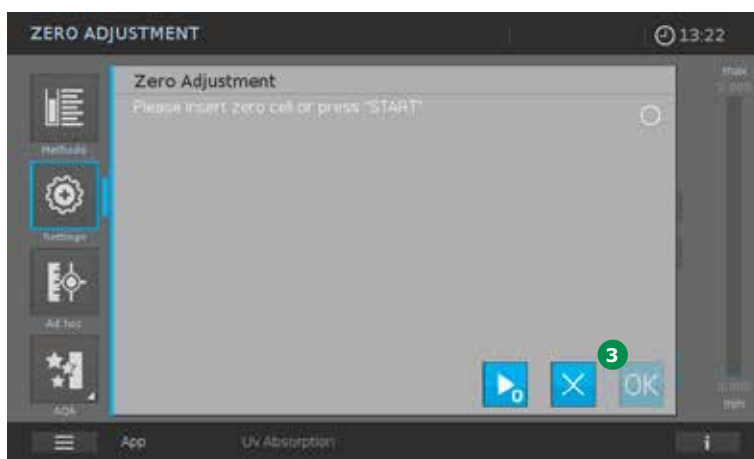 ZERO ADJUSTMENT
13:22
Zero Adjustment
Please insert zero cell or press "START"
max
Methods
Settings
Ad hoc
AQA
0
3
OK
min
App
Uv Absorption
i